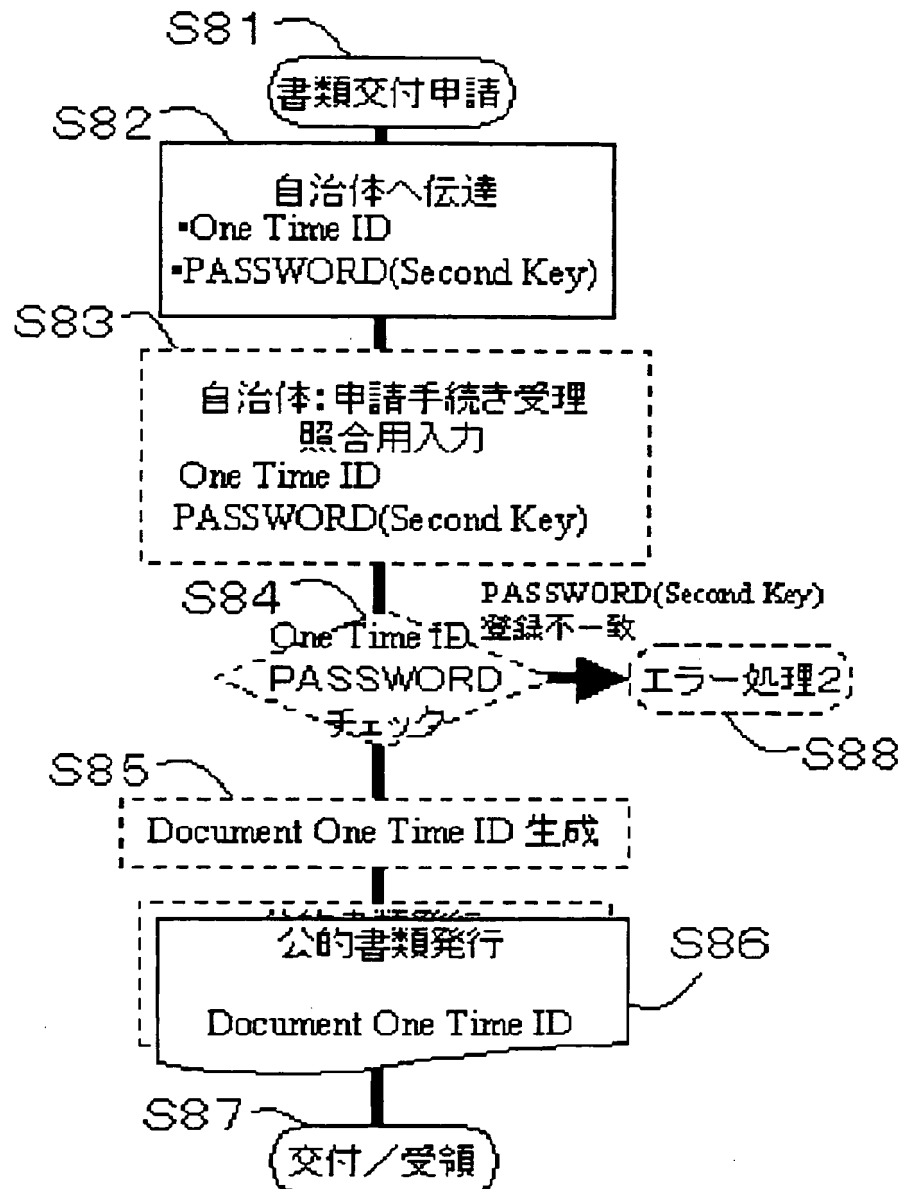 S81
書類交付申請
S82
自治体へ伝達
▪One Time ID
▪PASSWORD(Second Key)
S83
自治体:申請手続き受理
照合用入力
One Time ID
PASSWORD(Second Key)
S84
One Time ID,
PASSWORD
チェック
PASSWORD(Second Key)
登録不一致
エラー処理2
S88
S85
Document One Time ID 生成
公的書類発行
Document One Time ID
S86
S87
交付/受領